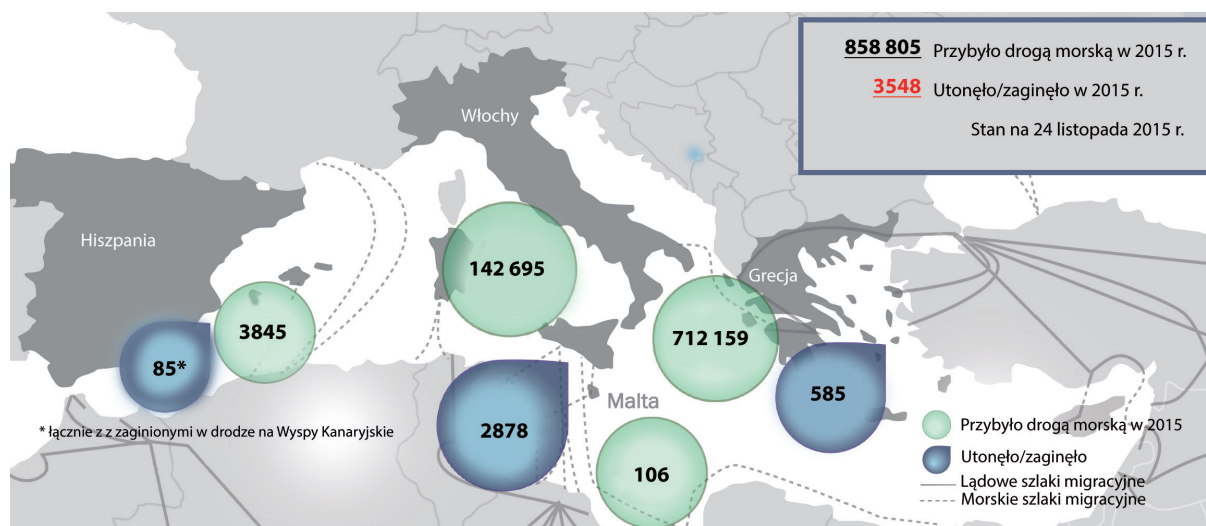 858 805 Przybyło drogą morską w 2015 r.
3548 Utonęło/zaginęło w 2015 r.
Stan na 24 listopada 2015 r.
Włochy
Hiszpania
142 695
Grecja
3845
712 159
85*
585
Malta
2878
* łącznie z z zaginionymi w drodze na Wyspy Kanaryjskie
106
Przybyło drogą morską w 2015
Utonęło/zaginęło
Lądowe szlaki migracyjne
Morskie szlaki migracyjne